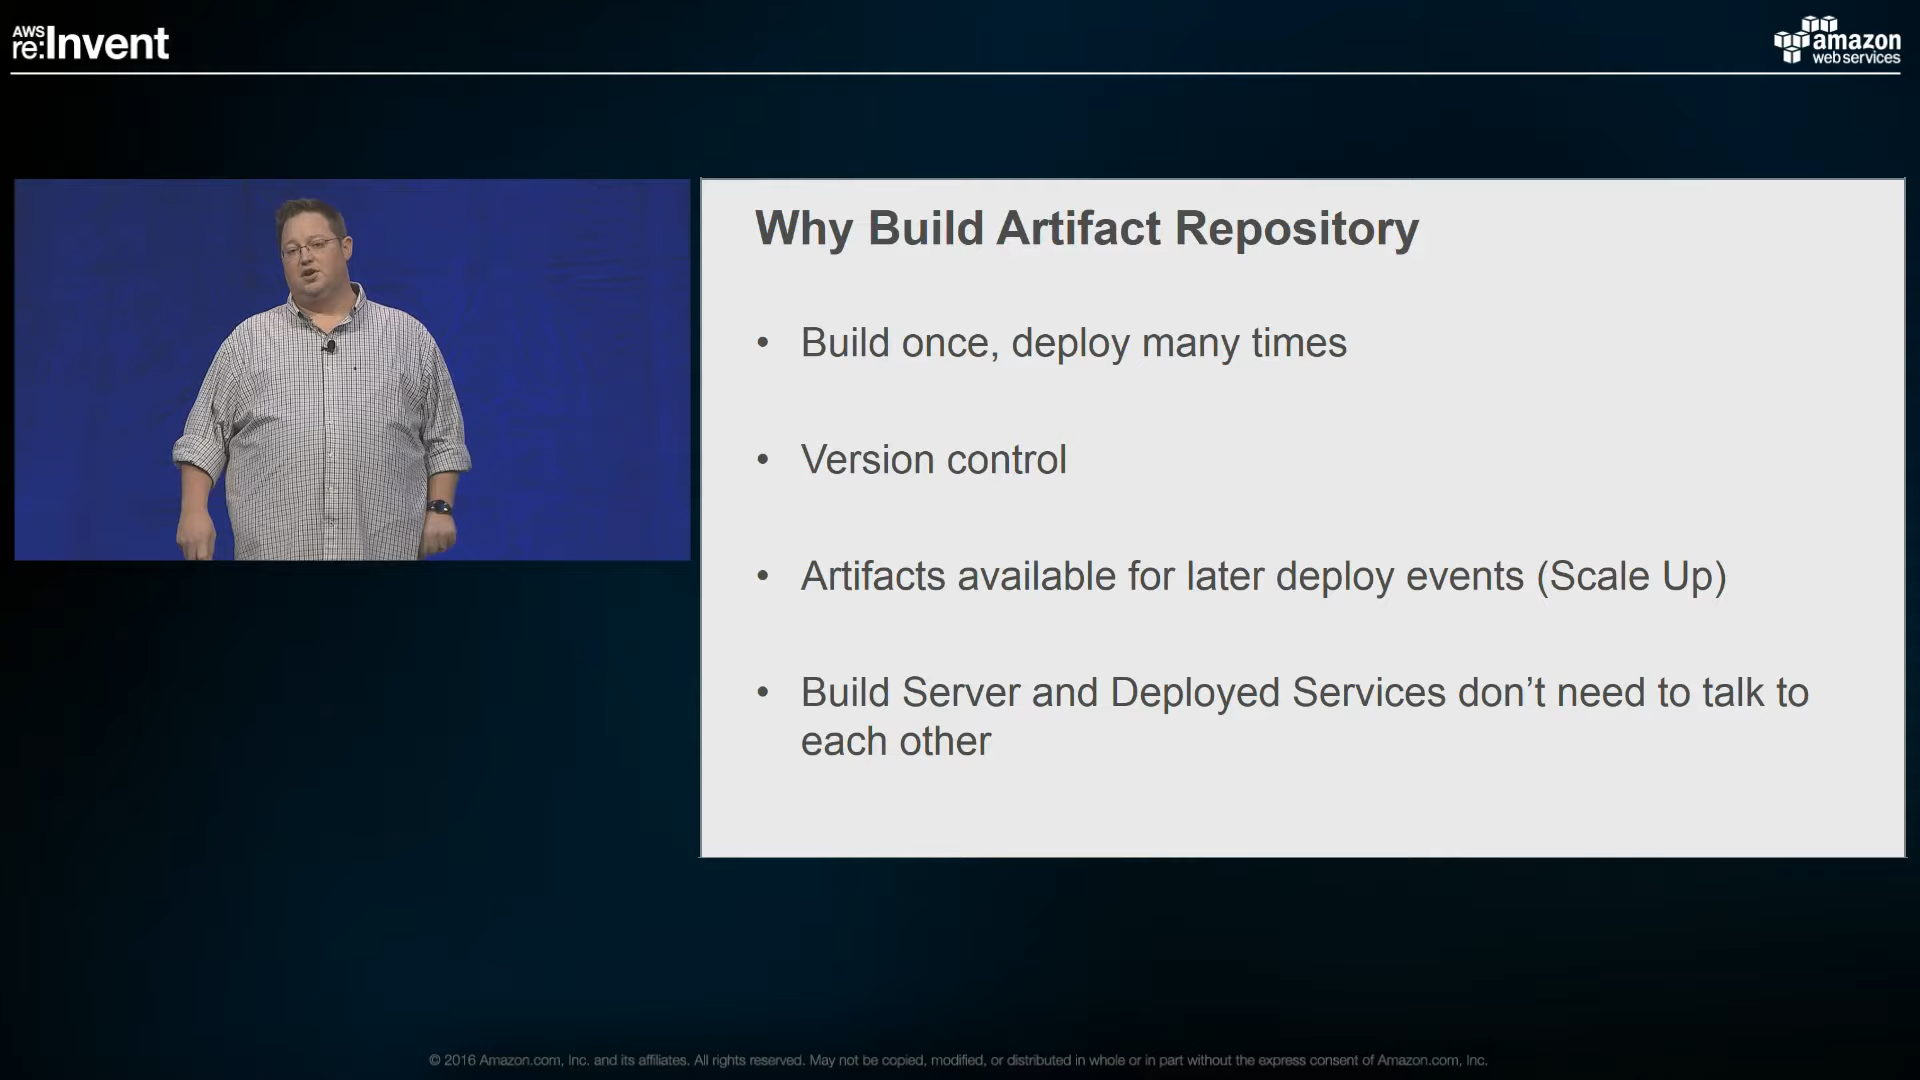 AWS
re:Invent
amazon
webservices
Why Build Artifact Repository
• Build once, deploy many times
• Version control
• Artifacts available for later deploy events (Scale Up)
• Build Server and Deployed Services don’t need to talk to
each other
© 2016 Amazon.com, Inc. and its affiliates. All rights reserved. May not be copied, modified, or distributed in whole or in part without the express consent of Amazon.com, Inc.